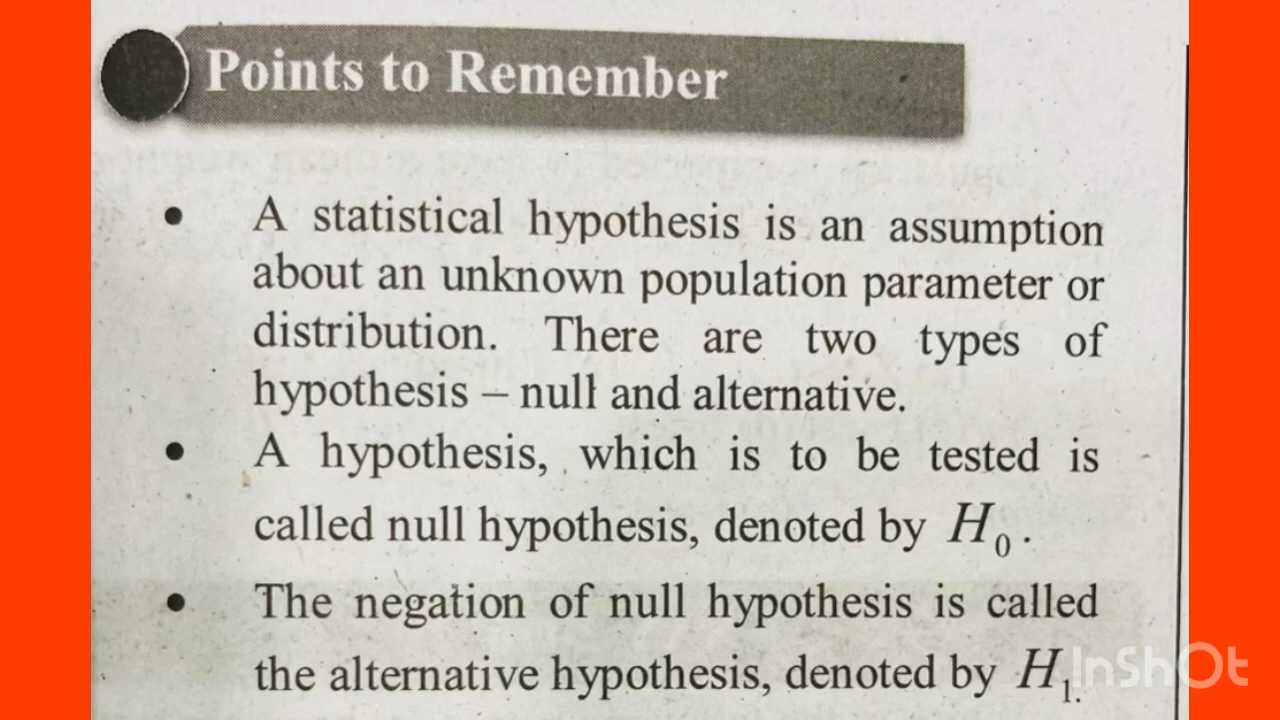 Points to Remember
• A statistical hypothesis is an assumption
about an unknown population parameter or
distribution. There are two types of
hypothesis – null and alternative.
• A hypothesis, which is to be tested is
called null hypothesis, denoted by H₀.
• The negation of null hypothesis is called
the alternative hypothesis, denoted by H₁.
InShOt